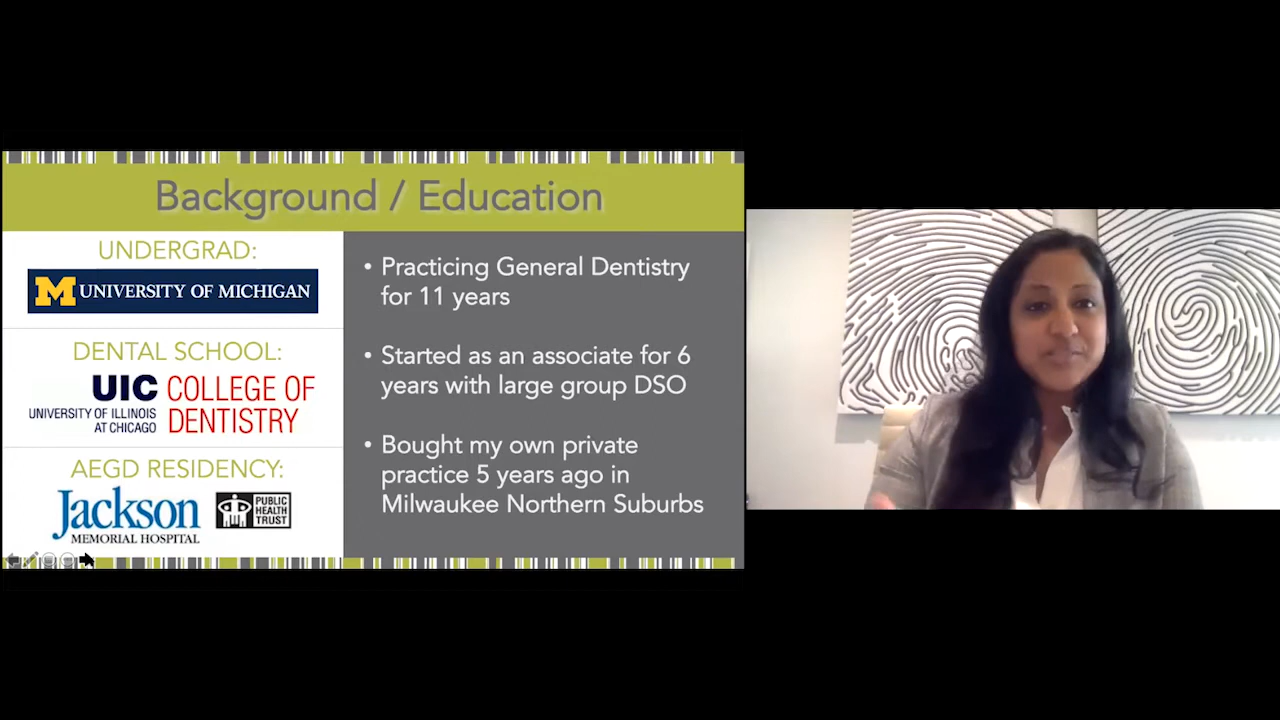 Background / Education
UNDERGRAD:
M UNIVERSITY OF MICHIGAN
DENTAL SCHOOL:
UIC COLLEGE OF
UNIVERSITY OF ILLINOIS
AT CHICAGO
DENTISTRY
AEGD RESIDENCY:
Jackson
MEMORIAL HOSPITAL
PUBLIC
HEALTH
TRUST
• Practicing General Dentistry
for 11 years
• Started as an associate for 6
years with large group DSO
• Bought my own private
practice 5 years ago in
Milwaukee Northern Suburbs